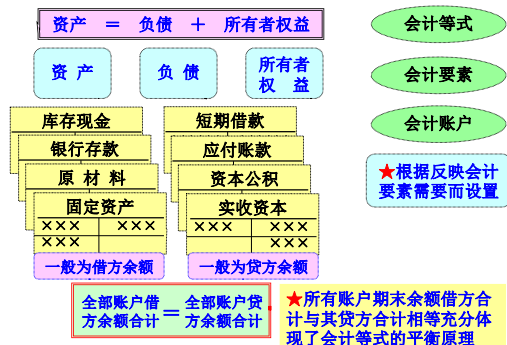 资产 ＝ 负债 ＋ 所有者权益
会计等式
资 产
负 债
所有者
权 益
会计要素
库存现金
短期借款
会计账户
银行存款
应付账款
原 材 料
资本公积
★根据反映会计
要素需要而设置
固定资产
实收资本
××× ×××
×××
××× ×××
×××
一般为借方余额
一般为贷方余额
全部账户借
方余额合计
＝
全部账户贷
方余额合计
★所有账户期末余额借方合
计与其贷方合计相等充分体
现了会计等式的平衡原理